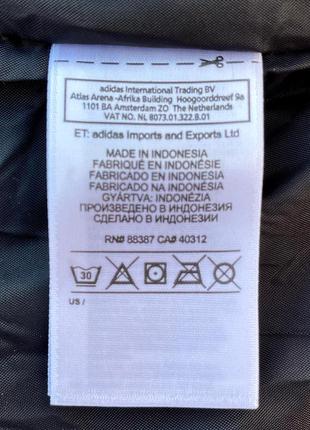 adidas International Trading BV
Atlas Arena -Afrika Building Hoogoorddreef 9a
1101 BA Amsterdam ZO The Netherlands
VAT NO. NL 8073.01.322.B.01
ET: adidas Imports and Exports Ltd
MADE IN INDONESIA
FABRIQUÉ EN INDONÉSIE
FABRICADO EN INDONESIA
FABRICADO NA INDONÉSIA
GYÁRTVA: INDONÉZIA
ПРОИЗВЕДЕНО В ИНДОНЕЗИЯ
СДЕЛАНО В ИНДОНЕЗИИ
RN# 88387 CA# 40312
30
US /